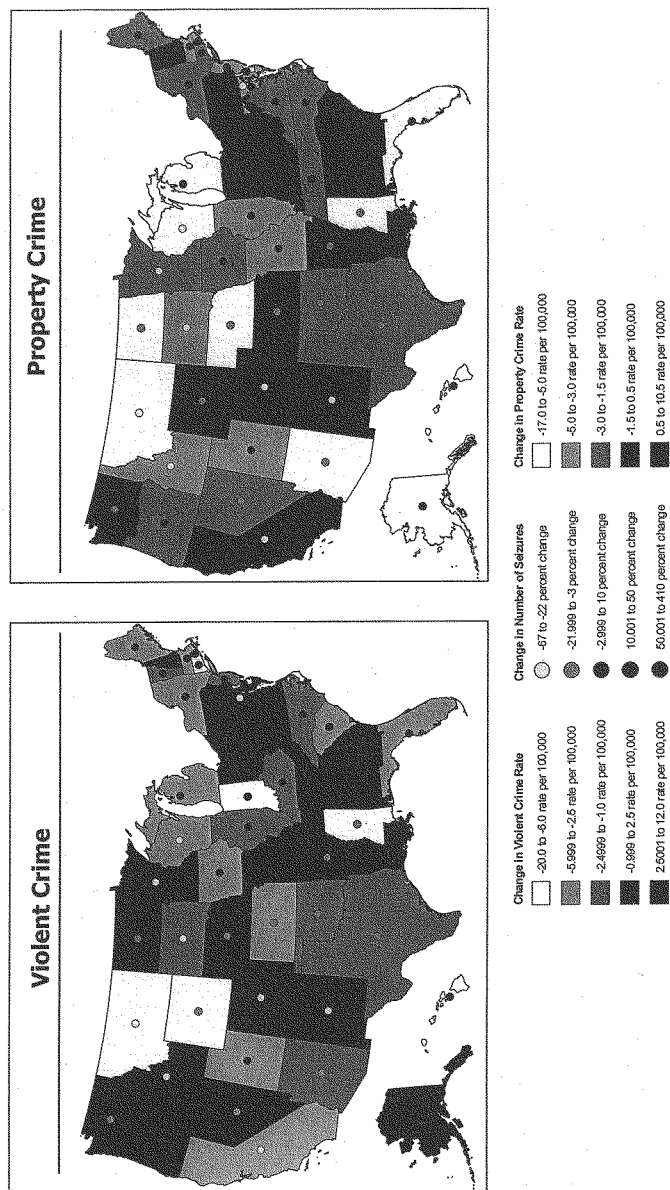 Violent Crime
Property Crime
Change in Violent Crime Rate
-20.0 to -6.0 rate per 100,000
-5.999 to -2.5 rate per 100,000
-2.4999 to -1.0 rate per 100,000
-0.999 to 2.5 rate per 100,000
2.5001 to 12.0 rate per 100,000
Change in Number of Seizures
-67 to -22 percent change
-21.999 to -3 percent change
-2.999 to 10 percent change
10.001 to 50 percent change
50.001 to 410 percent change
Change in Property Crime Rate
-17.0 to -5.0 rate per 100,000
-5.0 to -3.0 rate per 100,000
-3.0 to -1.5 rate per 100,000
-1.5 to 0.5 rate per 100,000
0.5 to 10.5 rate per 100,000